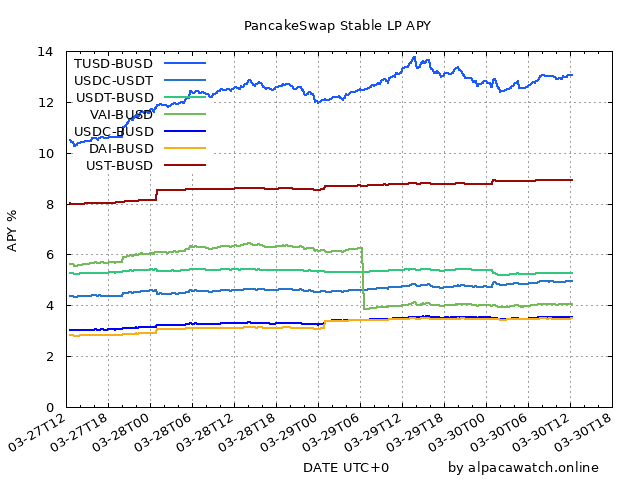 PancakeSwap Stable LP APY
14
12
10
8
6
4
2
0
APY %
TUSD-BUSD
USDC-USDT
USDT-BUSD
VAI-BUSD
USDC-BUSD
DAI-BUSD
UST-BUSD
03-27T12
03-27T18
03-28T00
03-28T06
03-28T12
03-28T18
03-29T00
03-29T06
03-29T12
03-29T18
03-30T00
03-30T06
03-30T12
03-30T18
DATE UTC+0
by alpacawatch.online